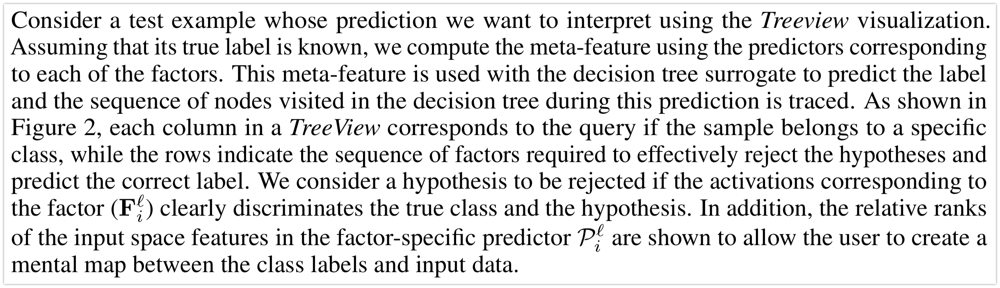 Consider a test example whose prediction we want to interpret using the Treeview visualization.
Assuming that its true label is known, we compute the meta-feature using the predictors corresponding
to each of the factors. This meta-feature is used with the decision tree surrogate to predict the label
and the sequence of nodes visited in the decision tree during this prediction is traced. As shown in
Figure 2, each column in a TreeView corresponds to the query if the sample belongs to a specific
class, while the rows indicate the sequence of factors required to effectively reject the hypotheses and
predict the correct label. We consider a hypothesis to be rejected if the activations corresponding to
the factor (𝐅ᵢ^ℓ) clearly discriminates the true class and the hypothesis. In addition, the relative ranks
of the input space features in the factor-specific predictor 𝒫ᵢ^ℓ are shown to allow the user to create a
mental map between the class labels and input data.